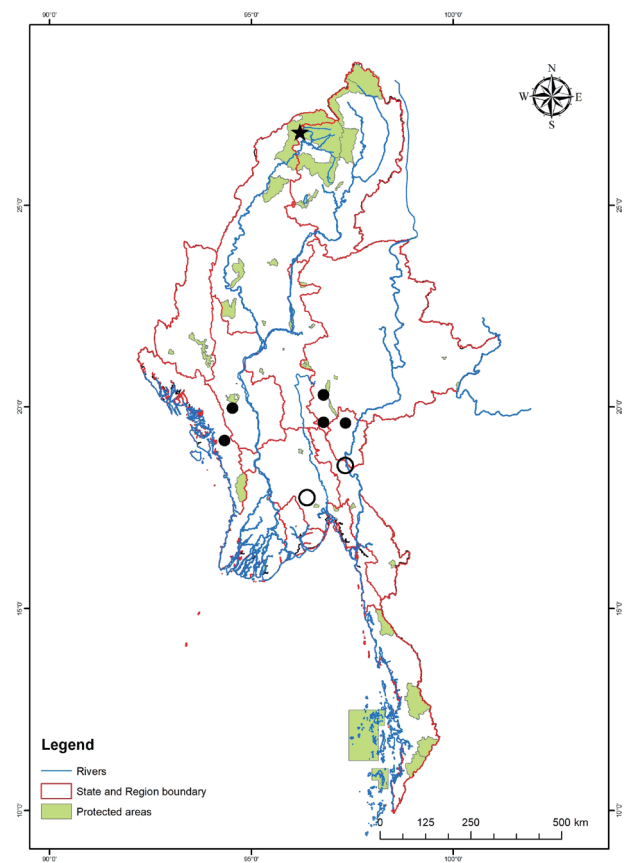 90°0' 95°0' 100°0'
N
W E
S
25°0' 25°0'
20°0' 20°0'
15°0' 15°0'
10°0' 10°0'
Legend
Rivers
State and Region boundary
Protected areas
0 125 250 500 km
90°0' 95°0' 100°0'